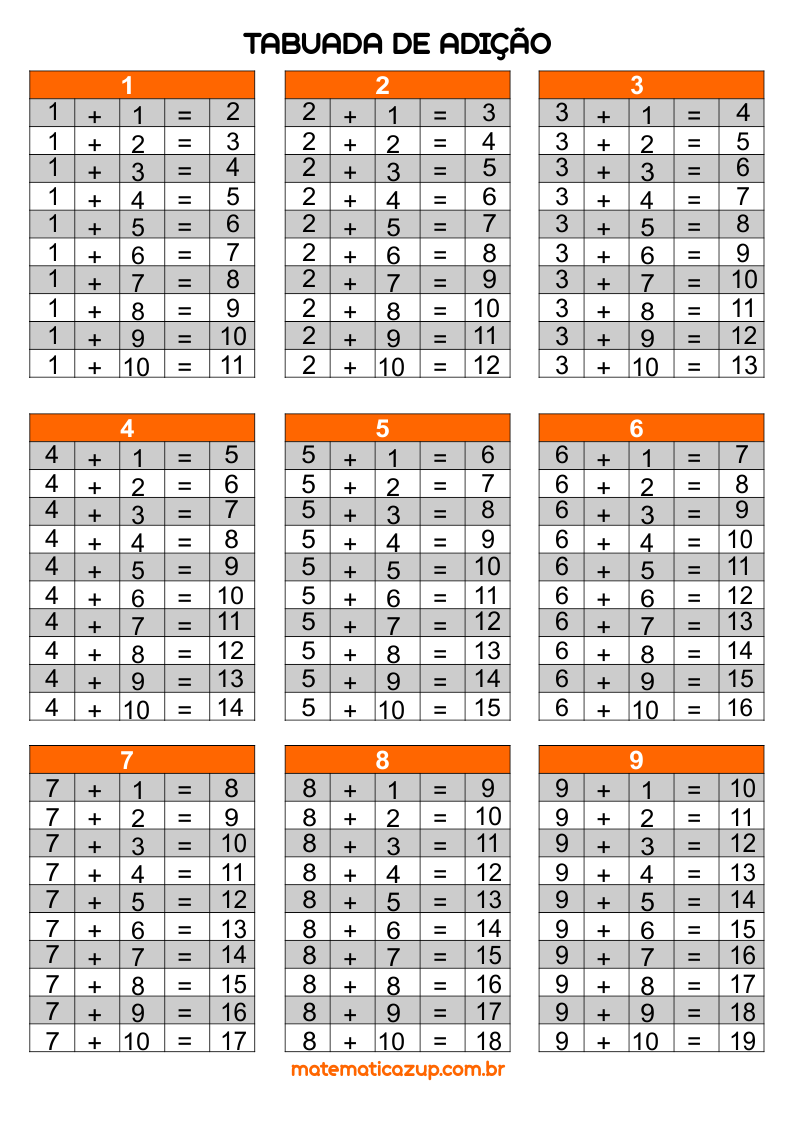 TABUADA DE ADIÇÃO
1 2 3
1 + 1 = 2 2 + 1 = 3 3 + 1 = 4
1 + 2 = 3 2 + 2 = 4 3 + 2 = 5
1 + 3 = 4 2 + 3 = 5 3 + 3 = 6
1 + 4 = 5 2 + 4 = 6 3 + 4 = 7
1 + 5 = 6 2 + 5 = 7 3 + 5 = 8
1 + 6 = 7 2 + 6 = 8 3 + 6 = 9
1 + 7 = 8 2 + 7 = 9 3 + 7 = 10
1 + 8 = 9 2 + 8 = 10 3 + 8 = 11
1 + 9 = 10 2 + 9 = 11 3 + 9 = 12
1 + 10 = 11 2 + 10 = 12 3 + 10 = 13
4 5 6
4 + 1 = 5 5 + 1 = 6 6 + 1 = 7
4 + 2 = 6 5 + 2 = 7 6 + 2 = 8
4 + 3 = 7 5 + 3 = 8 6 + 3 = 9
4 + 4 = 8 5 + 4 = 9 6 + 4 = 10
4 + 5 = 9 5 + 5 = 10 6 + 5 = 11
4 + 6 = 10 5 + 6 = 11 6 + 6 = 12
4 + 7 = 11 5 + 7 = 12 6 + 7 = 13
4 + 8 = 12 5 + 8 = 13 6 + 8 = 14
4 + 9 = 13 5 + 9 = 14 6 + 9 = 15
4 + 10 = 14 5 + 10 = 15 6 + 10 = 16
7 8 9
7 + 1 = 8 8 + 1 = 9 9 + 1 = 10
7 + 2 = 9 8 + 2 = 10 9 + 2 = 11
7 + 3 = 10 8 + 3 = 11 9 + 3 = 12
7 + 4 = 11 8 + 4 = 12 9 + 4 = 13
7 + 5 = 12 8 + 5 = 13 9 + 5 = 14
7 + 6 = 13 8 + 6 = 14 9 + 6 = 15
7 + 7 = 14 8 + 7 = 15 9 + 7 = 16
7 + 8 = 15 8 + 8 = 16 9 + 8 = 17
7 + 9 = 16 8 + 9 = 17 9 + 9 = 18
7 + 10 = 17 8 + 10 = 18 9 + 10 = 19
matematicazup.com.br